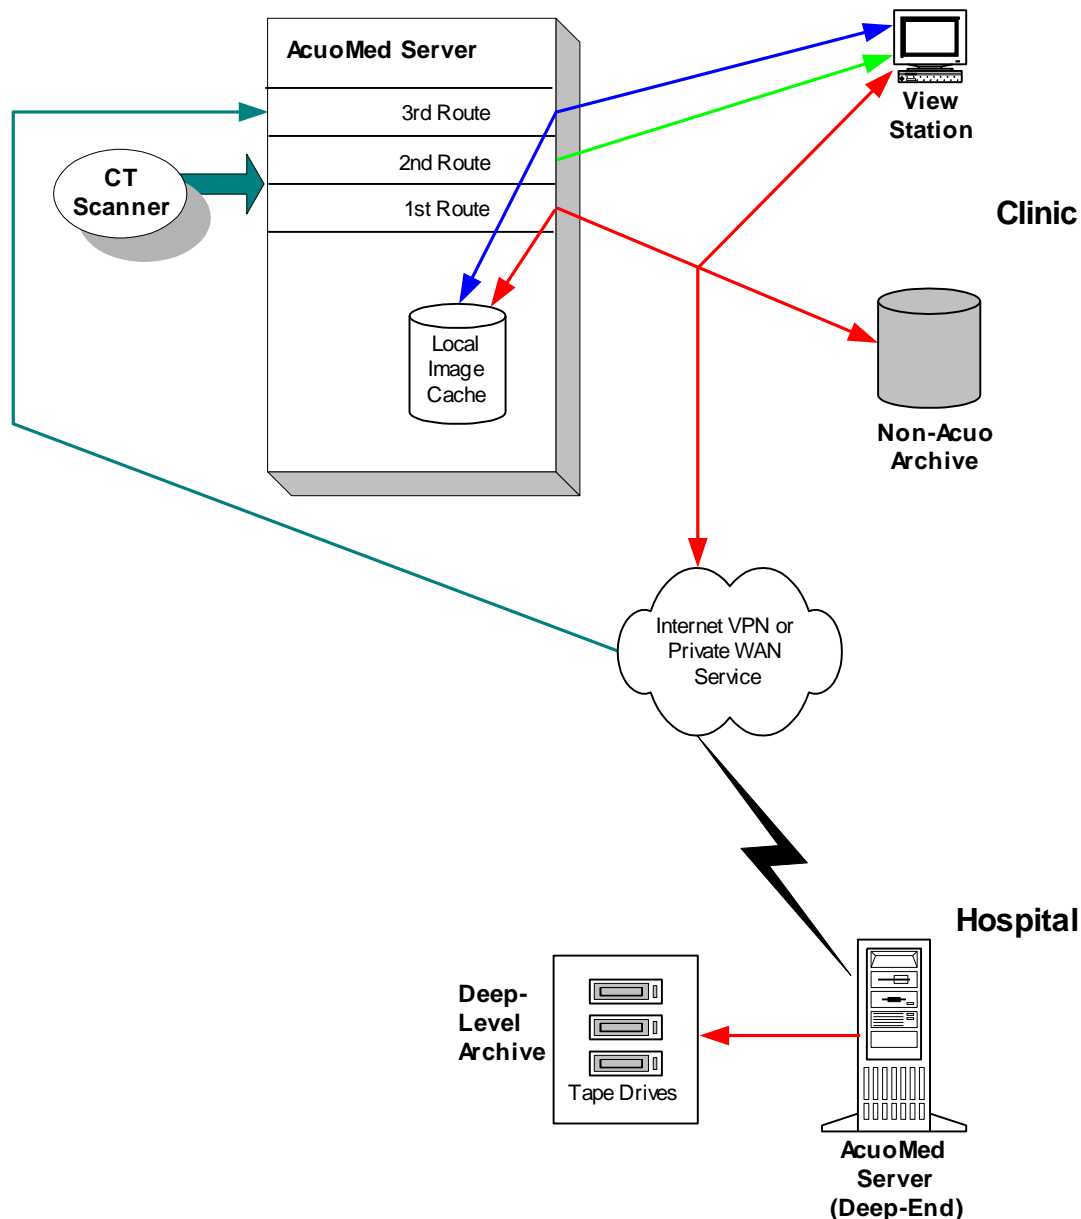 AcuoMed Server
3rd Route
2nd Route
1st Route
CT
Scanner
Local
Image
Cache
View
Station
Clinic
Non-Acuo
Archive
Internet VPN or
Private WAN
Service
Hospital
Deep-
Level
Archive
Tape Drives
AcuoMed
Server
(Deep-End)